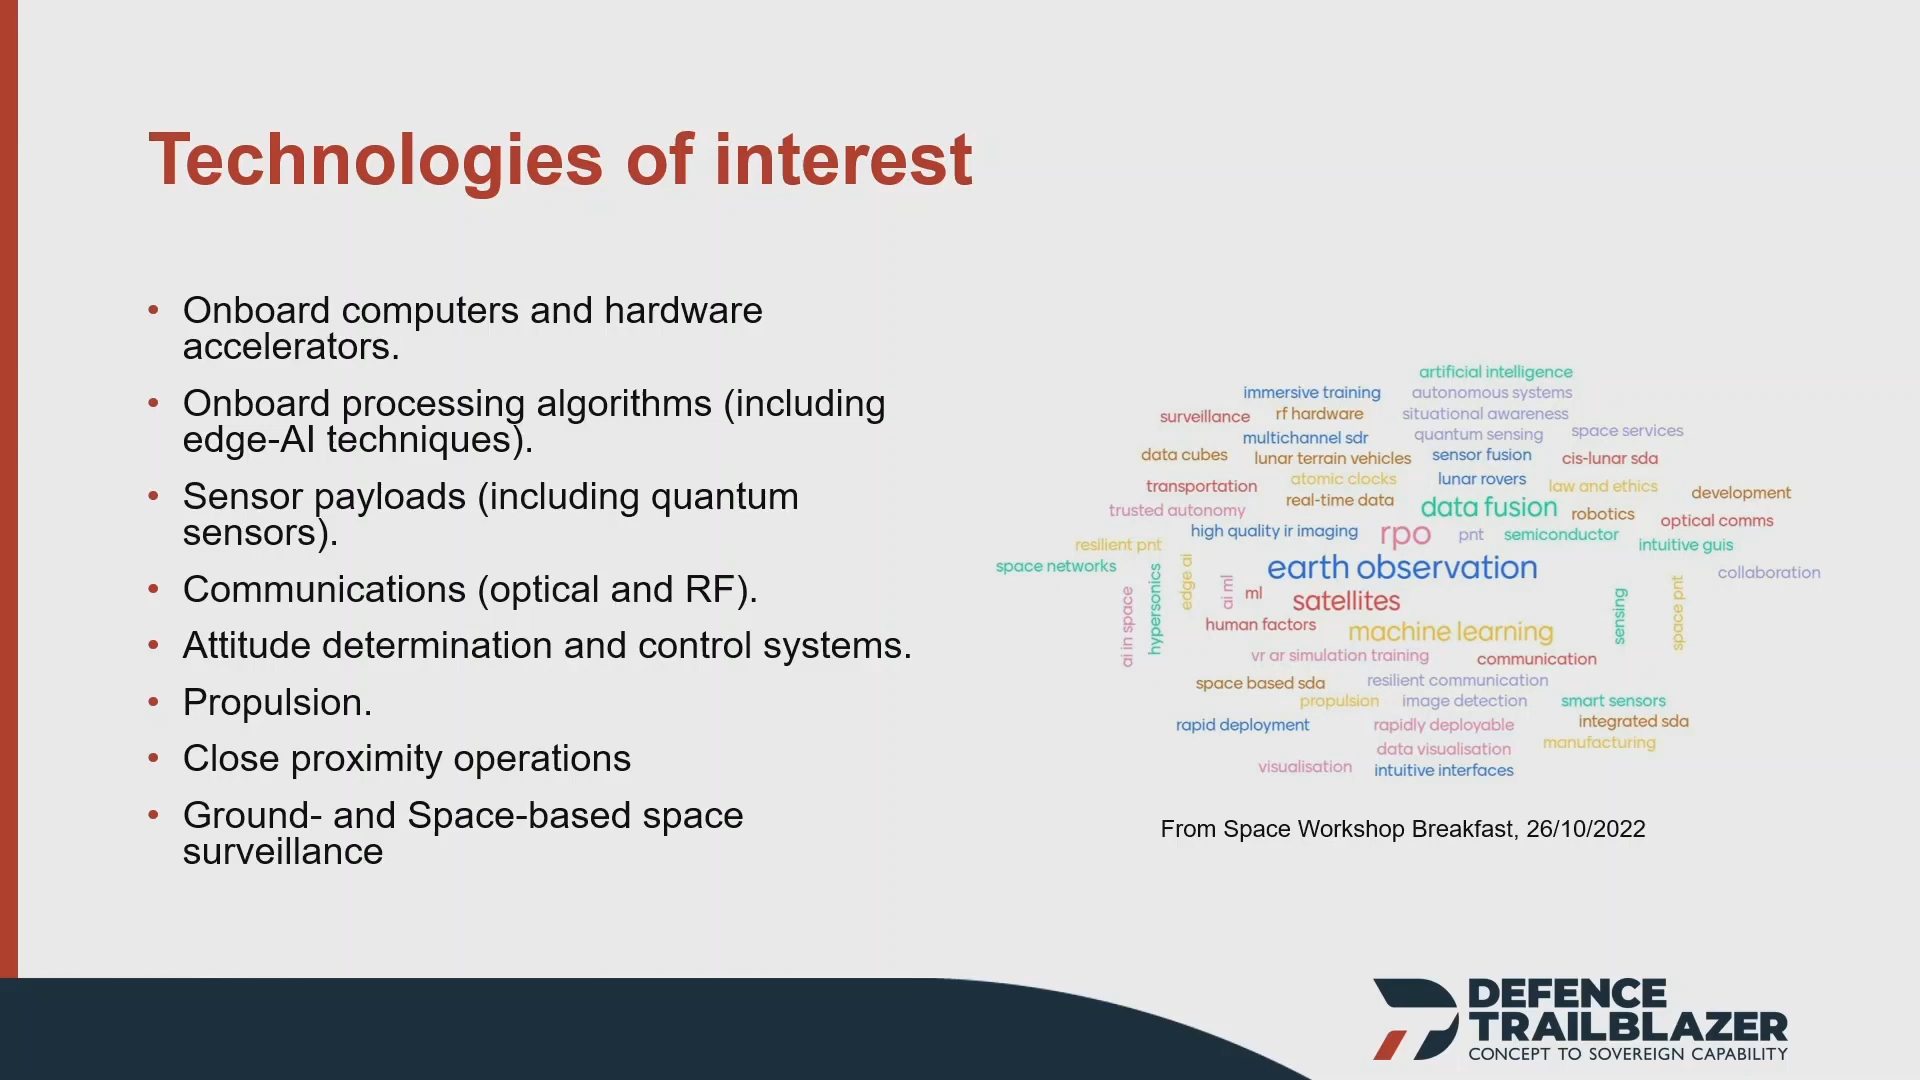 Technologies of interest
• Onboard computers and hardware
accelerators.
• Onboard processing algorithms (including
edge-AI techniques).
• Sensor payloads (including quantum
sensors).
• Communications (optical and RF).
• Attitude determination and control systems.
• Propulsion.
• Close proximity operations
• Ground- and Space-based space
surveillance
artificial intelligence
immersive training autonomous systems
surveillance rf hardware situational awareness
multichannel sdr quantum sensing space services
data cubes lunar terrain vehicles sensor fusion cis-lunar sda
transportation atomic clocks lunar rovers law and ethics development
trusted autonomy real-time data data fusion robotics optical comms
high quality ir imaging rpo pnt semiconductor intuitive guis
resilient pnt
space networks earth observation collaboration
ai in space
hypersonics
edge ai
ai ml
ml satellites
sensing
space pnt
human factors machine learning
vr ar simulation training communication
space based sda resilient communication
propulsion image detection smart sensors
rapid deployment rapidly deployable integrated sda
data visualisation manufacturing
visualisation intuitive interfaces
From Space Workshop Breakfast, 26/10/2022
DEFENCE
TRAILBLAZER
CONCEPT TO SOVEREIGN CAPABILITY